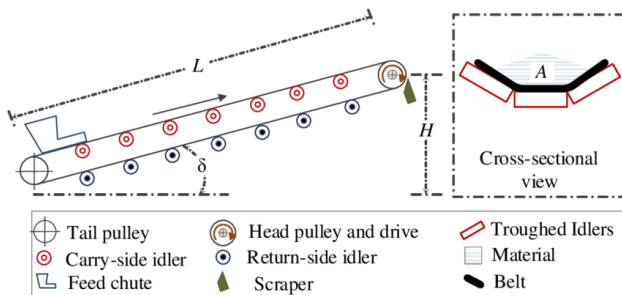 L
A
H
δ
Cross-sectional
view
Tail pulley
Head pulley and drive
Troughed Idlers
Carry-side idler
Return-side idler
Material
Feed chute
Scraper
Belt